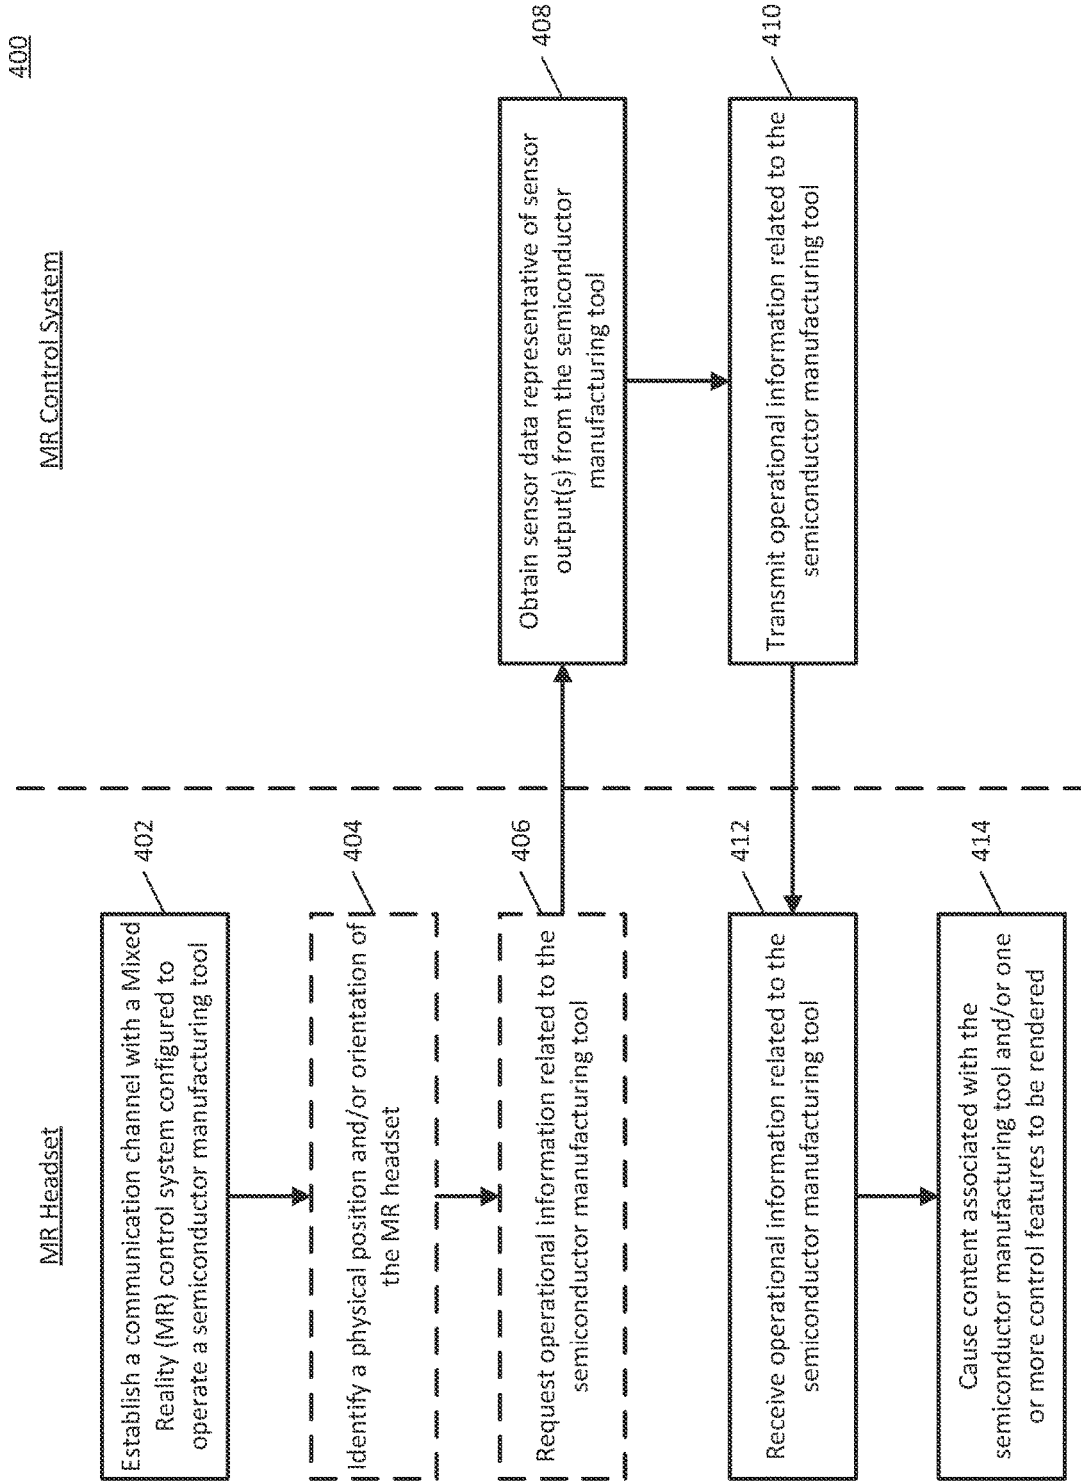 400
MR Headset
MR Control System
402
Establish a communication channel with a Mixed
Reality (MR) control system configured to
operate a semiconductor manufacturing tool
404
Identify a physical position and/or orientation of
the MR headset
406
Request operational information related to the
semiconductor manufacturing tool
408
Obtain sensor data representative of sensor
output(s) from the semiconductor
manufacturing tool
410
Transmit operational information related to the
semiconductor manufacturing tool
412
Receive operational information related to the
semiconductor manufacturing tool
414
Cause content associated with the
semiconductor manufacturing tool and/or one
or more control features to be rendered